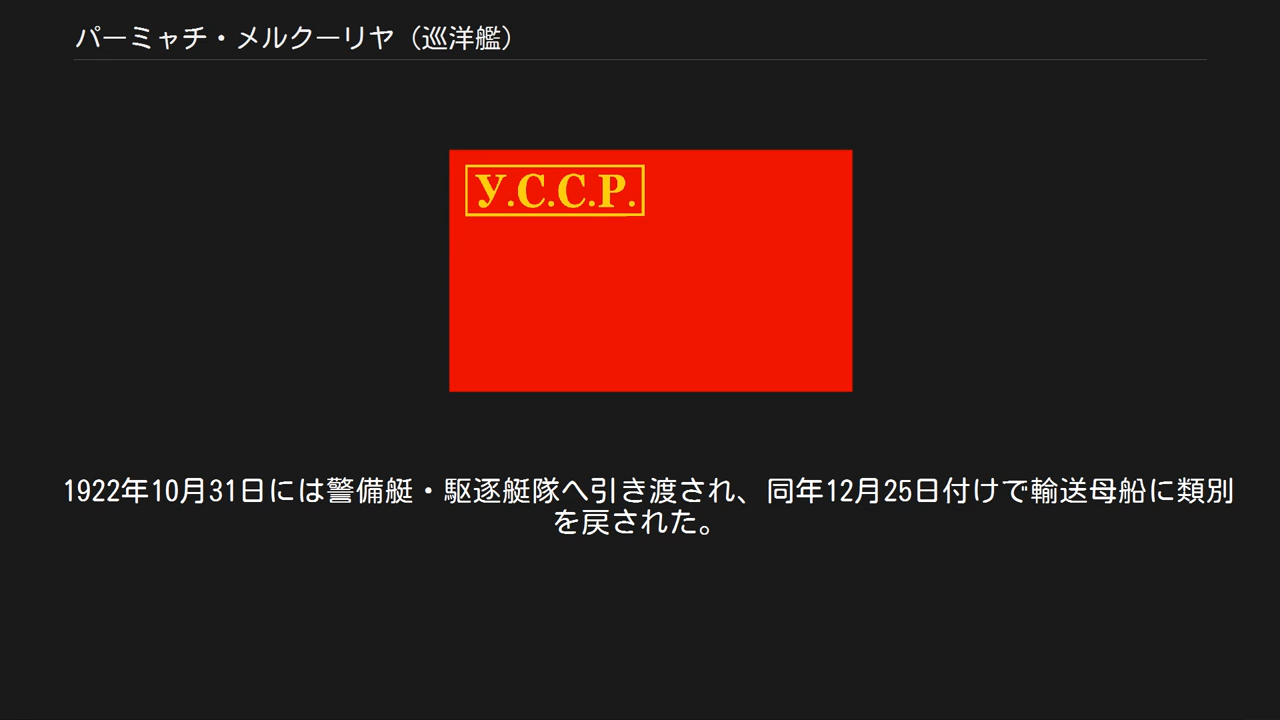 パーミャチ・メルクーリヤ（巡洋艦）
У.С.С.Р.
1922年10月31日には警備艇・駆逐艇隊へ引き渡され、同年12月25日付けで輸送母船に類別
を戻された。